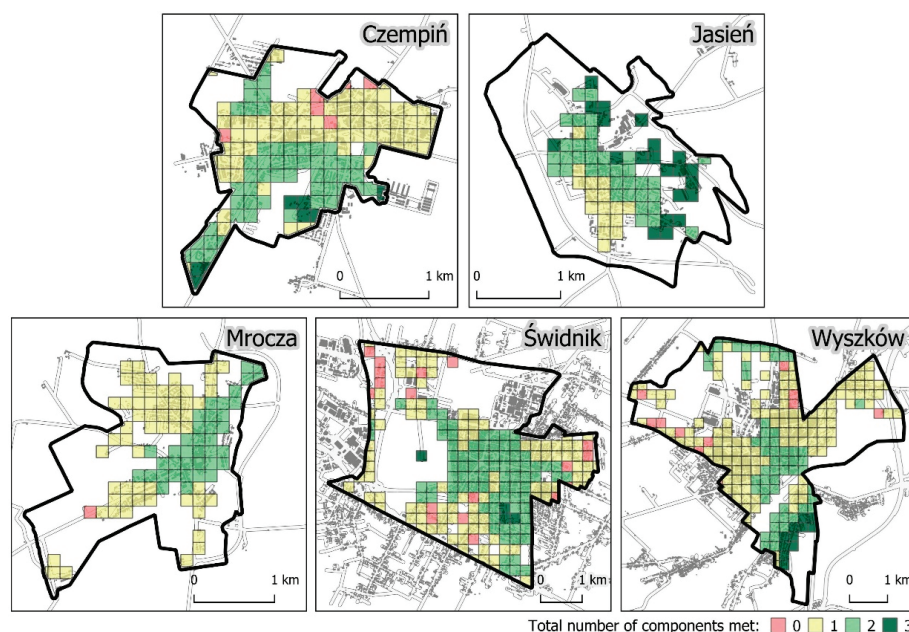 Czempiń
0 1 km
Jasień
0 1 km
Mrocza
0 1 km
Świdnik
0 1 km
Wyszków
0 1 km
Total number of components met: 0 1 2 3